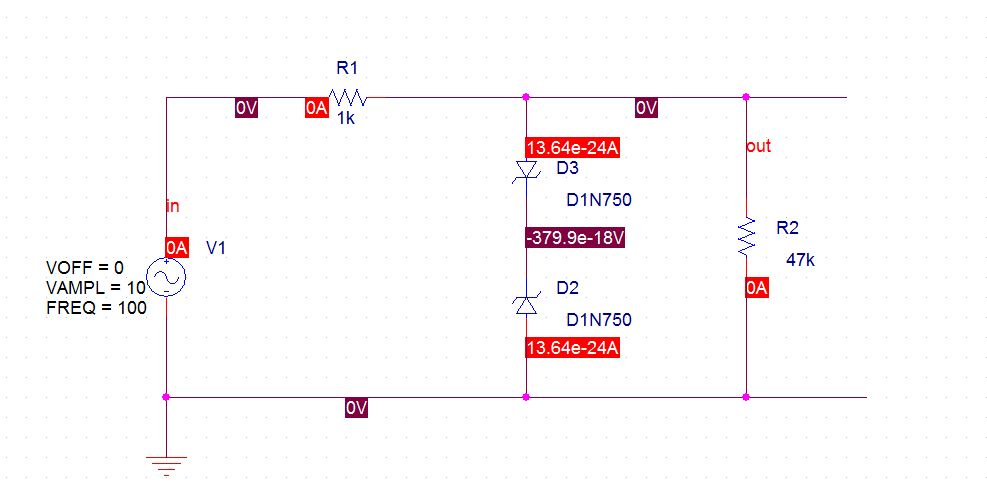 R1
0V
0A
0V
1k
13.64e-24A
out
D3
D1N750
in
R2
-379.9e-18V
0A
V1
47k
VOFF = 0
VAMPL = 10
FREQ = 100
D2
0A
D1N750
13.64e-24A
0V